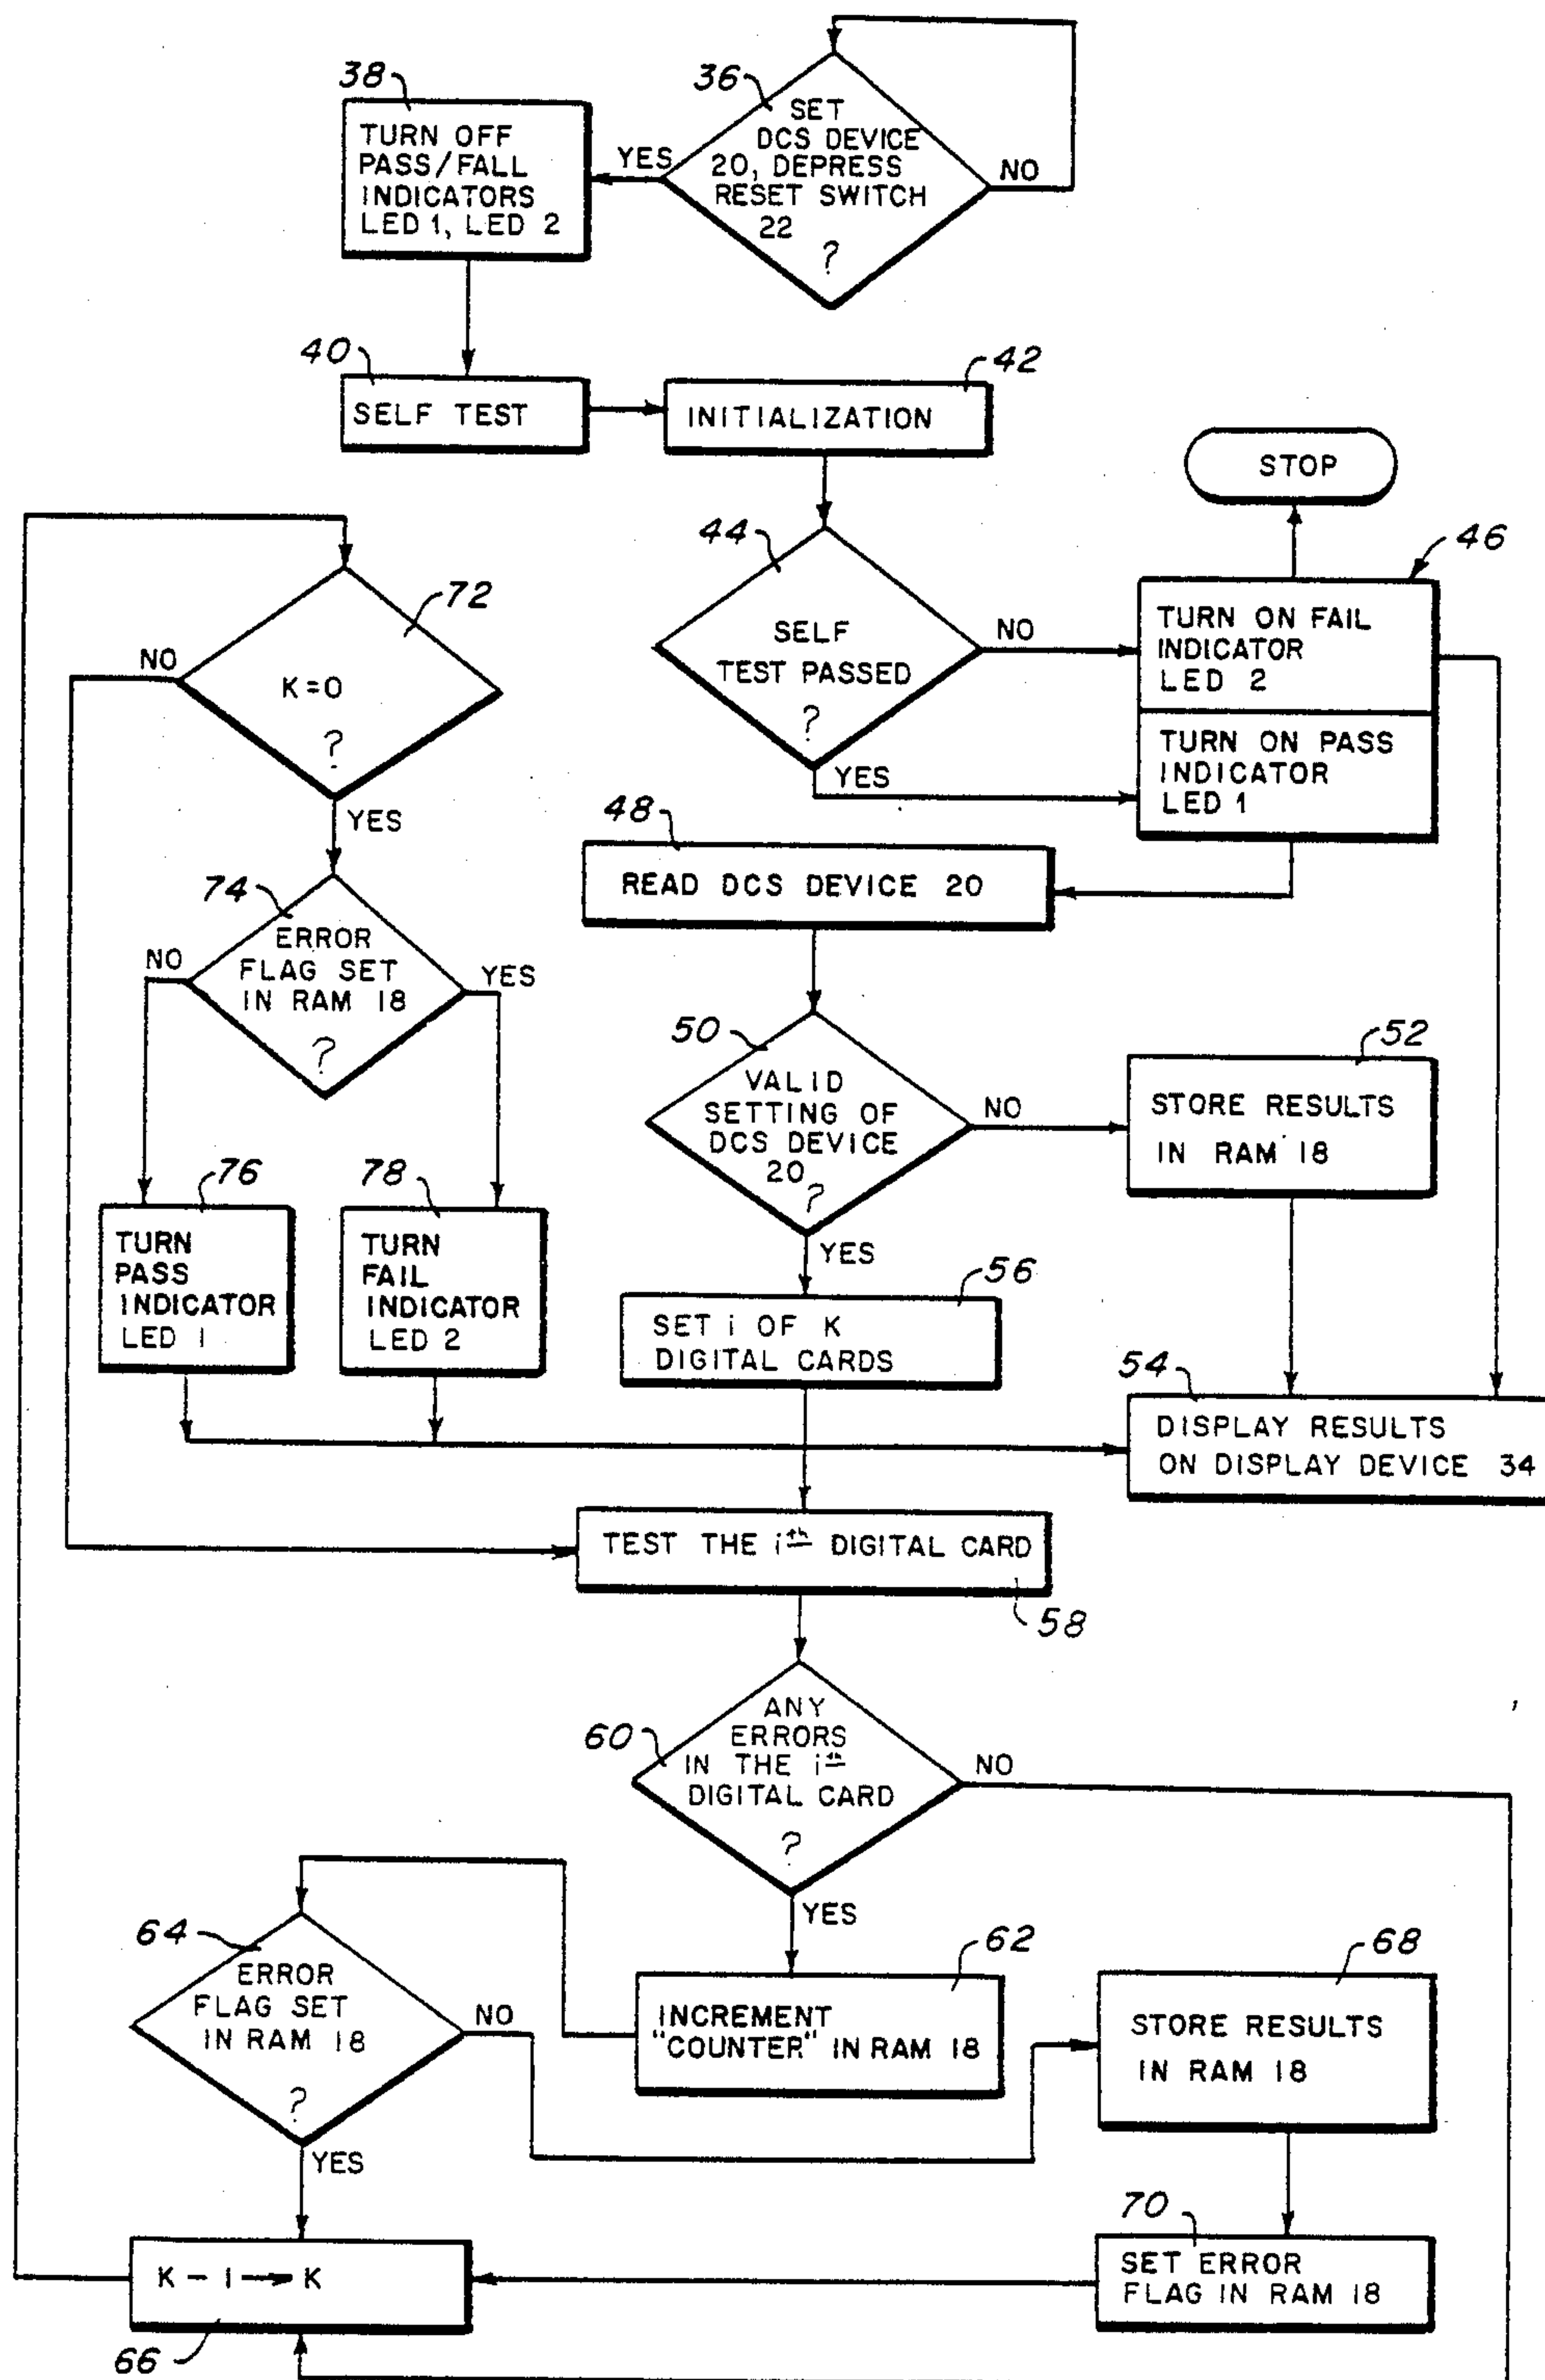 36
SET
DCS DEVICE
20, DEPRESS
RESET SWITCH
22
?
YES
NO
38
TURN OFF
PASS/FALL
INDICATORS
LED 1, LED 2
40
SELF TEST
42
INITIALIZATION
44
SELF
TEST PASSED
?
NO
YES
STOP
46
TURN ON FAIL
INDICATOR
LED 2
TURN ON PASS
INDICATOR
LED 1
48
READ DCS DEVICE 20
50
VALID
SETTING OF
DCS DEVICE
20
?
NO
YES
52
STORE RESULTS
IN RAM 18
54
DISPLAY RESULTS
ON DISPLAY DEVICE 34
56
SET i OF K
DIGITAL CARDS
TEST THE ith DIGITAL CARD
58
60
ANY
ERRORS
IN THE ith
DIGITAL CARD
?
NO
YES
62
INCREMENT
"COUNTER" IN RAM 18
64
ERROR
FLAG SET
IN RAM 18
?
NO
YES
K - 1 → K
66
68
STORE RESULTS
IN RAM 18
70
SET ERROR
FLAG IN RAM 18
72
K=0
?
NO
YES
74
ERROR
FLAG SET
IN RAM 18
?
NO
YES
76
TURN
PASS
INDICATOR
LED 1
78
TURN
FAIL
INDICATOR
LED 2